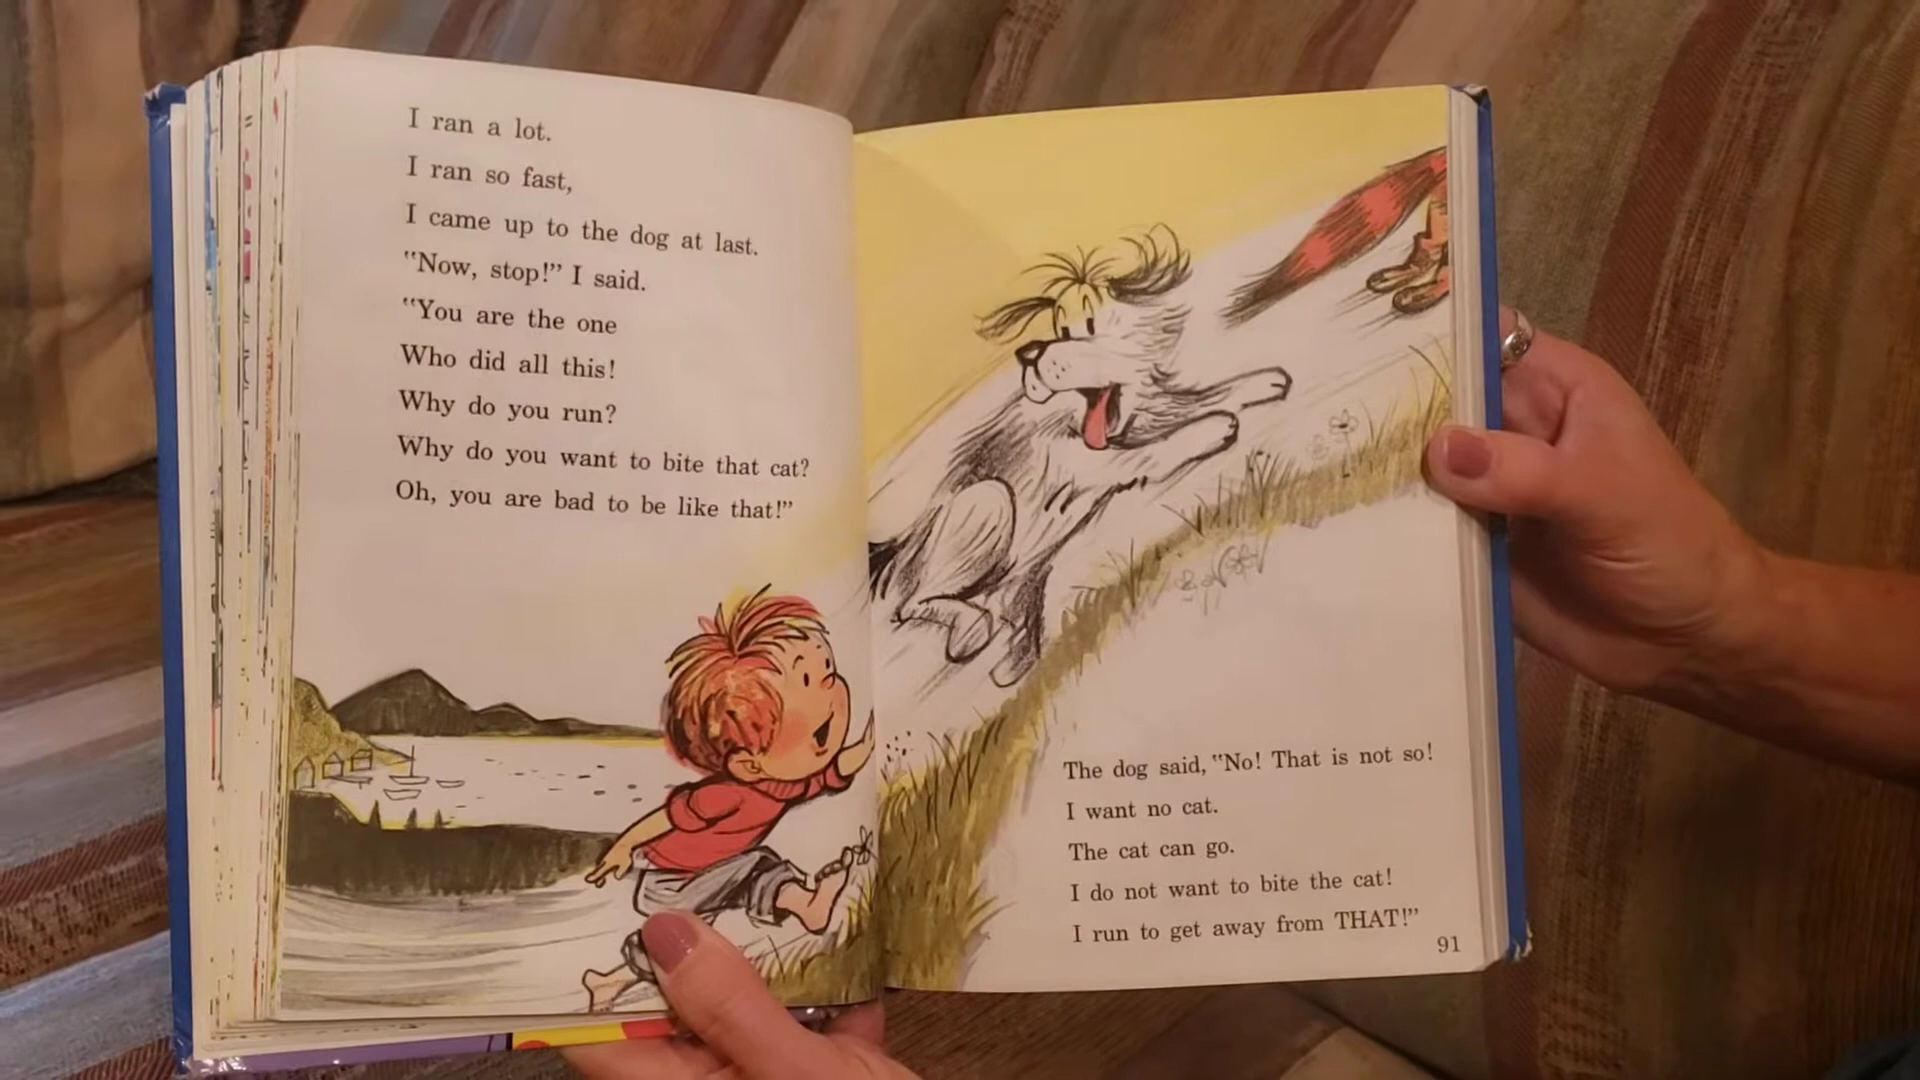 I ran a lot.
I ran so fast,
I came up to the dog at last.
"Now, stop!" I said.
"You are the one
Who did all this!
Why do you run?
Why do you want to bite that cat?
Oh, you are bad to be like that!"
The dog said, "No! That is not so!
I want no cat.
The cat can go.
I do not want to bite the cat!
I run to get away from THAT!"
91